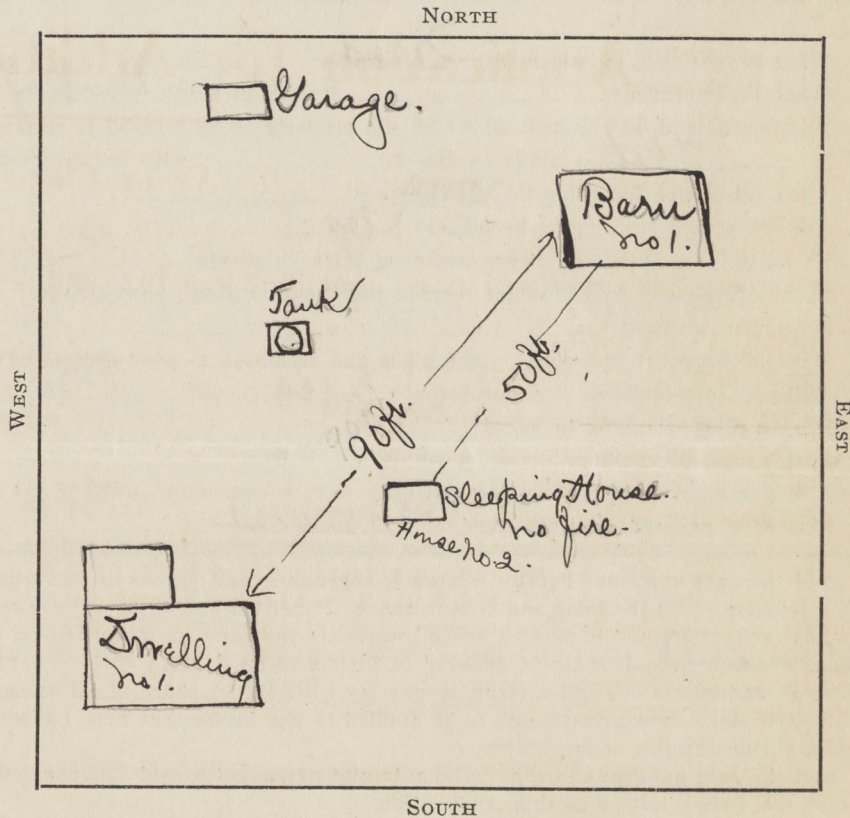 NORTH
Garage.
Barn
no 1.
Tank
50 ft.
WEST
EAST
90 ft.
Sleeping House.
no fire.
House no 2.
Dwelling
no 1.
SOUTH